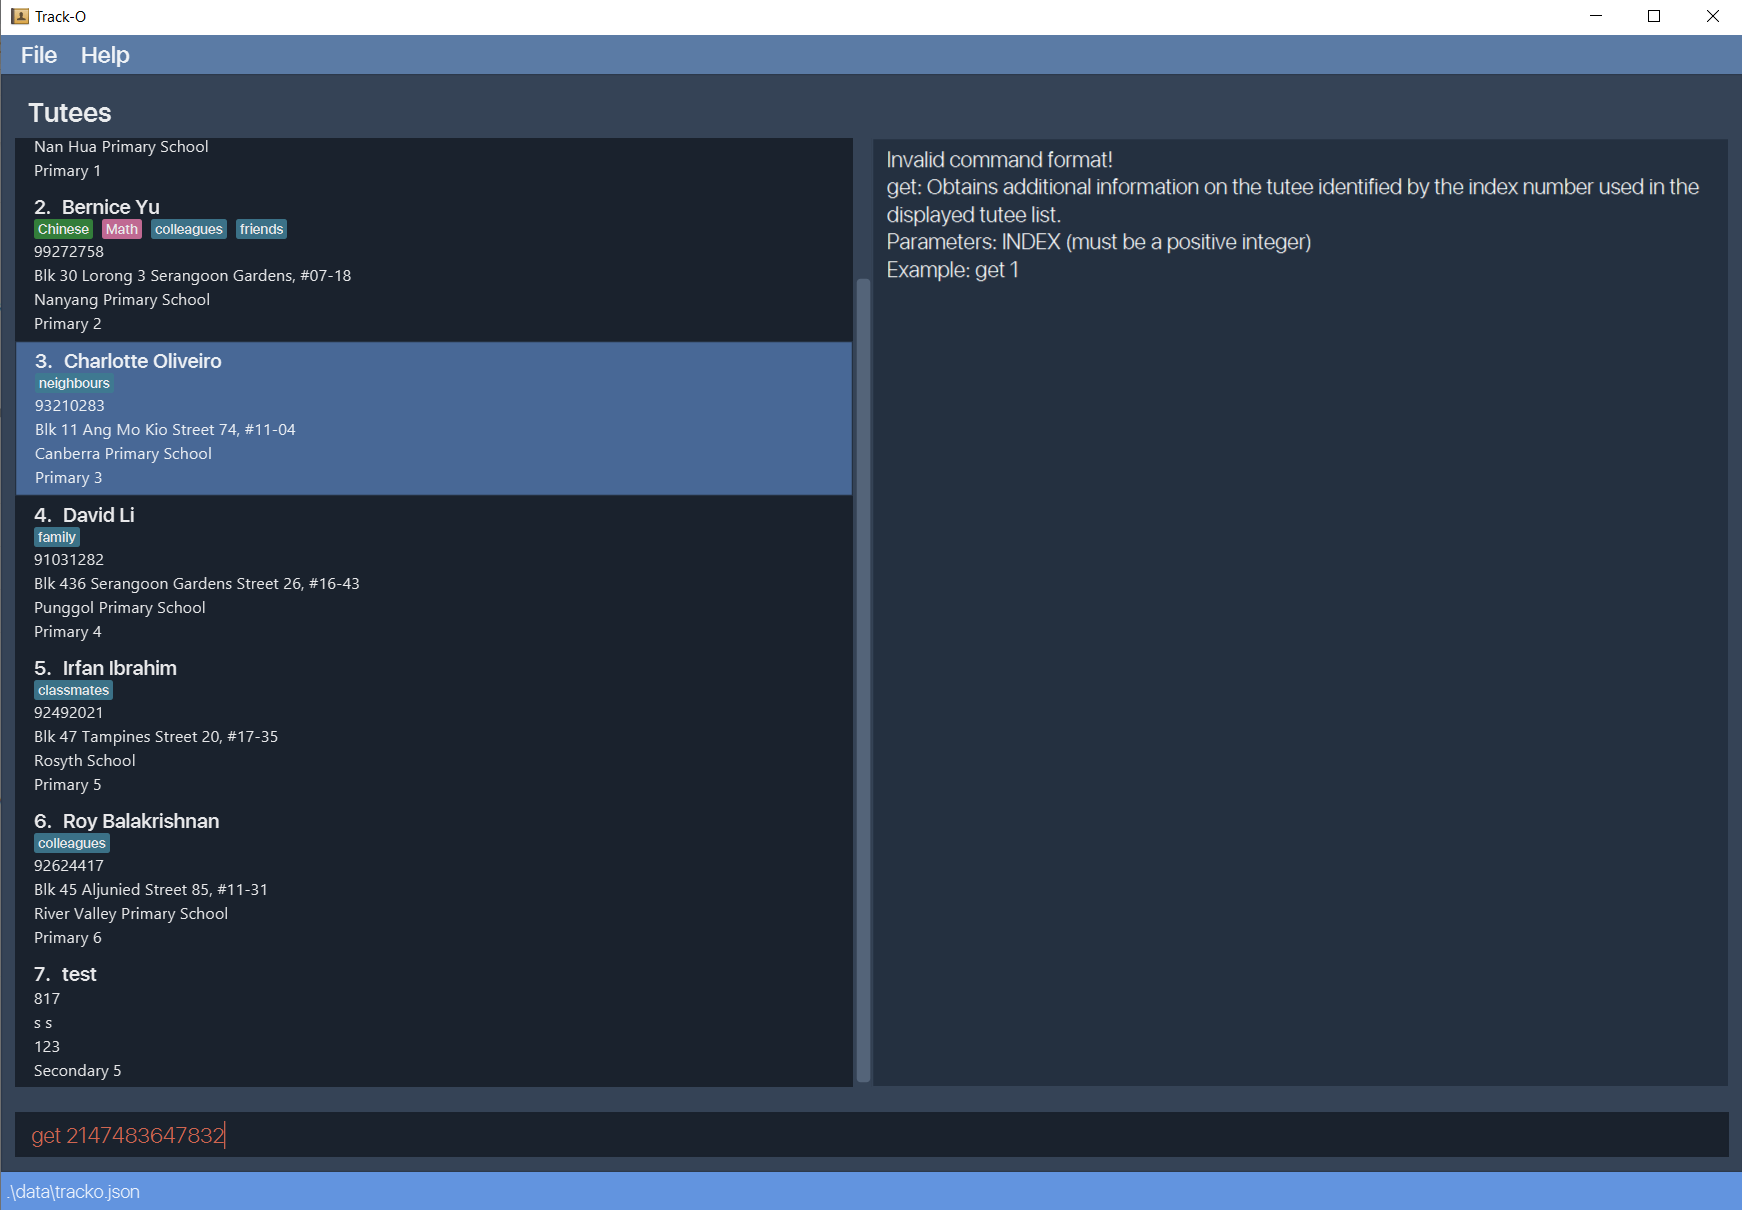 Track-O
File Help
Tutees
Nan Hua Primary School
Primary 1
2. Bernice Yu
Chinese Math colleagues friends
99272758
Blk 30 Lorong 3 Serangoon Gardens, #07-18
Nanyang Primary School
Primary 2
3. Charlotte Oliveiro
neighbours
93210283
Blk 11 Ang Mo Kio Street 74, #11-04
Canberra Primary School
Primary 3
4. David Li
family
91031282
Blk 436 Serangoon Gardens Street 26, #16-43
Punggol Primary School
Primary 4
5. Irfan Ibrahim
classmates
92492021
Blk 47 Tampines Street 20, #17-35
Rosyth School
Primary 5
6. Roy Balakrishnan
colleagues
92624417
Blk 45 Aljunied Street 85, #11-31
River Valley Primary School
Primary 6
7. test
817
s s
123
Secondary 5
Invalid command format!
get: Obtains additional information on the tutee identified by the index number used in the
displayed tutee list.
Parameters: INDEX (must be a positive integer)
Example: get 1
get 2147483647832
.\data\tracko.json